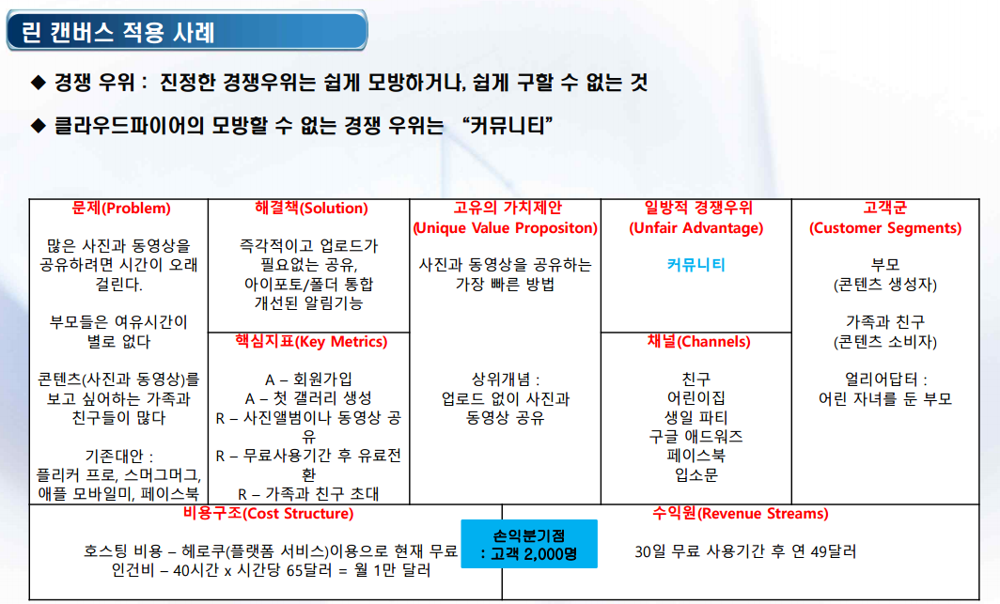 린 캔버스 적용 사례
◆ 경쟁 우위 : 진정한 경쟁우위는 쉽게 모방하거나, 쉽게 구할 수 없는 것
◆ 클라우드파이어의 모방할 수 없는 경쟁 우위는 “커뮤니티”
문제(Problem)
많은 사진과 동영상을
공유하려면 시간이 오래
걸린다.
부모들은 여유시간이
별로 없다
콘텐츠(사진과 동영상)를
보고 싶어하는 가족과
친구들이 많다
기존대안 :
플리커 프로, 스머그머그,
애플 모바일미, 페이스북
해결책(Solution)
즉각적이고 업로드가
필요없는 공유,
아이포토/폴더 통합
개선된 알림기능
핵심지표(Key Metrics)
A – 회원가입
A – 첫 갤러리 생성
R – 사진앨범이나 동영상 공
유
R – 무료사용기간 후 유료전
환
R – 가족과 친구 초대
고유의 가치제안
(Unique Value Propositon)
사진과 동영상을 공유하는
가장 빠른 방법
상위개념 :
업로드 없이 사진과
동영상 공유
일방적 경쟁우위
(Unfair Advantage)
커뮤니티
채널(Channels)
친구
어린이집
생일 파티
구글 애드워즈
페이스북
입소문
고객군
(Customer Segments)
부모
(콘텐츠 생성자)
가족과 친구
(콘텐츠 소비자)
얼리어답터 :
어린 자녀를 둔 부모
비용구조(Cost Structure)
호스팅 비용 – 헤로쿠(플랫폼 서비스)이용으로 현재 무료
인건비 – 40시간 x 시간당 65달러 = 월 1만 달러
손익분기점
: 고객 2,000명
수익원(Revenue Streams)
30일 무료 사용기간 후 연 49달러